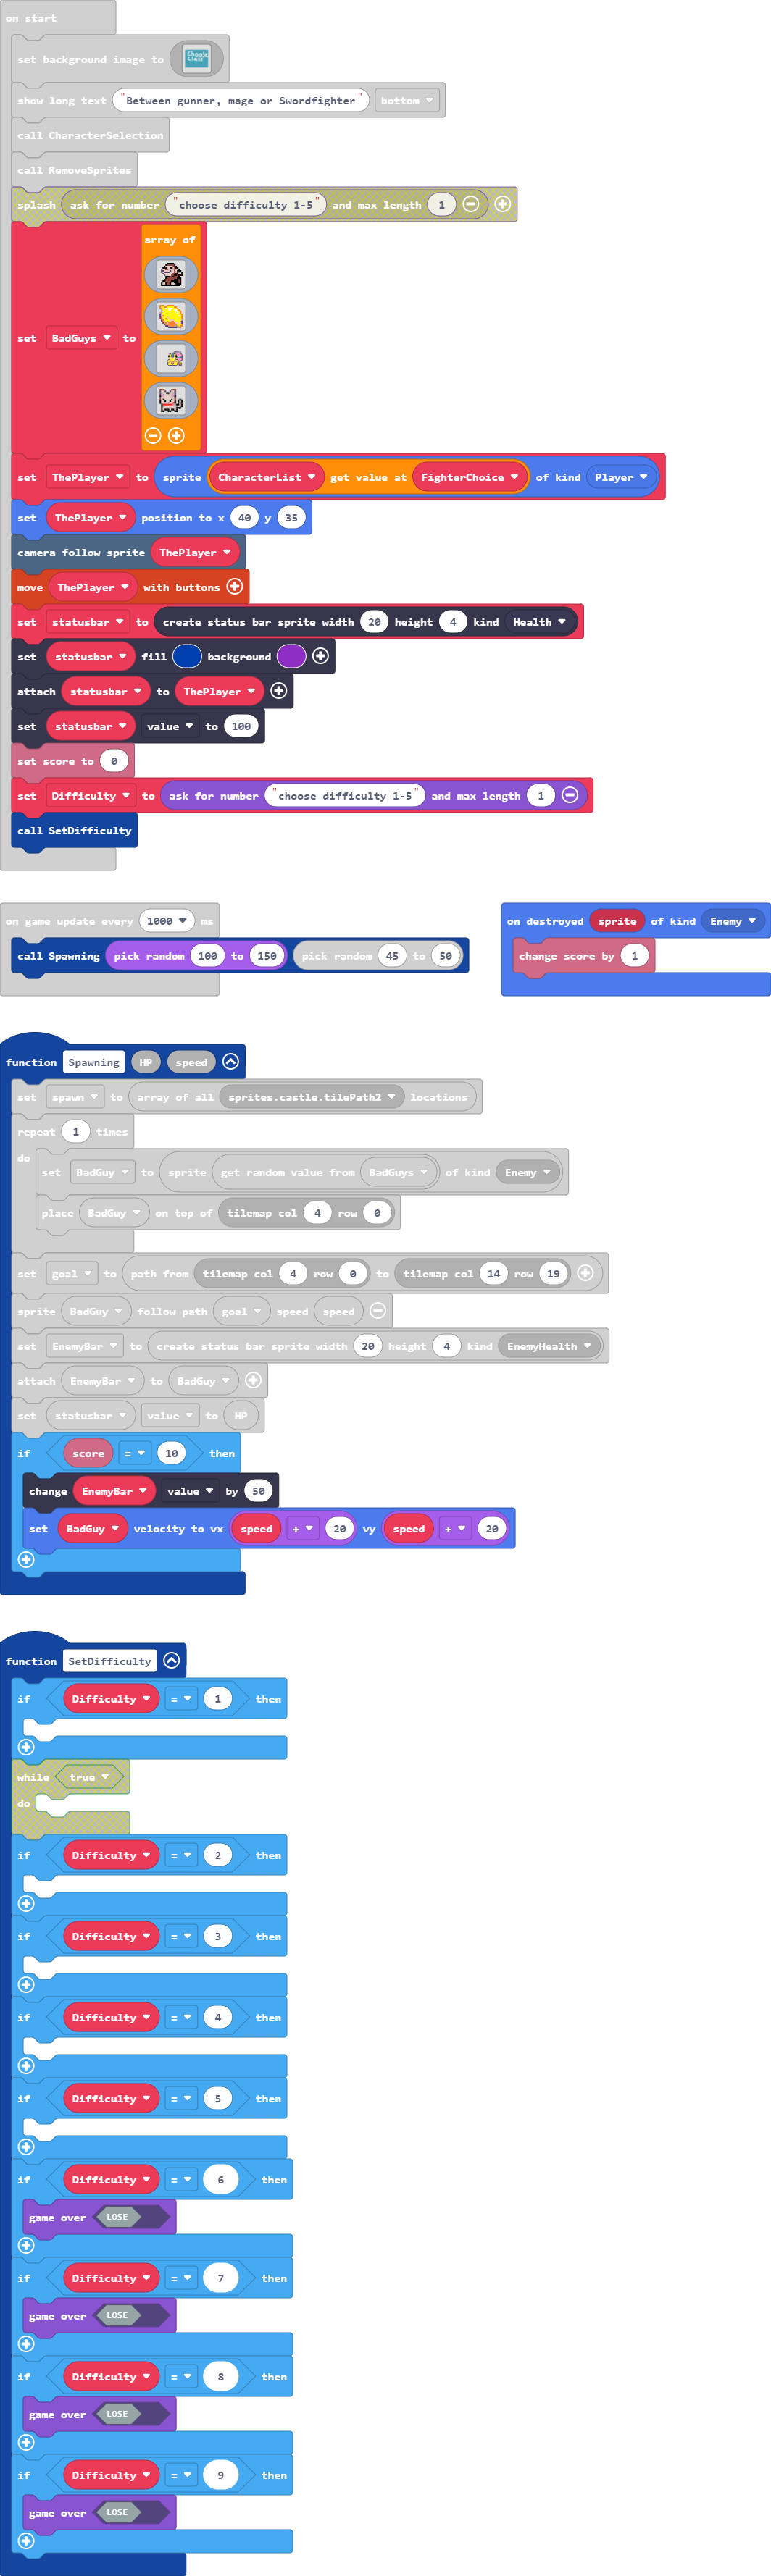 on start
set background image to Choose
show long text "Between gunner, mage or Swordfighter" bottom
call CharacterSelection
call RemoveSprites
splash ask for number "choose difficulty 1-5" and max length 1
array of
set BadGuys to
set ThePlayer to sprite CharacterList get value at FighterChoice of kind Player
set ThePlayer position to x 40 y 35
camera follow sprite ThePlayer
move ThePlayer with buttons
set statusbar to create status bar sprite width 20 height 4 kind Health
set statusbar fill background
attach statusbar to ThePlayer
set statusbar value to 100
set score to 0
set Difficulty to ask for number "choose difficulty 1-5" and max length 1
call SetDifficulty
on game update every 1000 ms
call Spawning pick random 100 to 150 pick random 45 to 50
on destroyed sprite of kind Enemy
change score by 1
function Spawning HP speed
set spawn to array of all sprites.castle.tilePath2 locations
repeat 1 times
do
set BadGuy to sprite get random value from BadGuys of kind Enemy
place BadGuy on top of tilemap col 4 row 0
set goal to path from tilemap col 4 row 0 to tilemap col 14 row 19
sprite BadGuy follow path goal speed speed
set EnemyBar to create status bar sprite width 20 height 4 kind EnemyHealth
attach EnemyBar to BadGuy
set statusbar value to HP
if score = 10 then
change EnemyBar value by 50
set BadGuy velocity to vx speed + 20 vy speed + 20
function SetDifficulty
if Difficulty = 1 then
while true
do
if Difficulty = 2 then
if Difficulty = 3 then
if Difficulty = 4 then
if Difficulty = 5 then
if Difficulty = 6 then
game over LOSE
if Difficulty = 7 then
game over LOSE
if Difficulty = 8 then
game over LOSE
if Difficulty = 9 then
game over LOSE